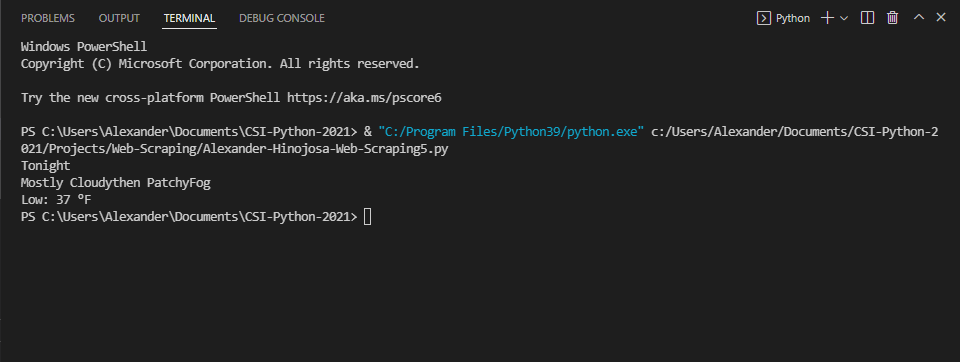 PROBLEMS OUTPUT TERMINAL DEBUG CONSOLE Python
Windows PowerShell
Copyright (C) Microsoft Corporation. All rights reserved.
Try the new cross-platform PowerShell https://aka.ms/pscore6
PS C:\Users\Alexander\Documents\CSI-Python-2021> & "C:/Program Files/Python39/python.exe" c:/Users/Alexander/Documents/CSI-Python-2
021/Projects/Web-Scraping/Alexander-Hinojosa-Web-Scraping5.py
Tonight
Mostly Cloudythen PatchyFog
Low: 37 °F
PS C:\Users\Alexander\Documents\CSI-Python-2021>